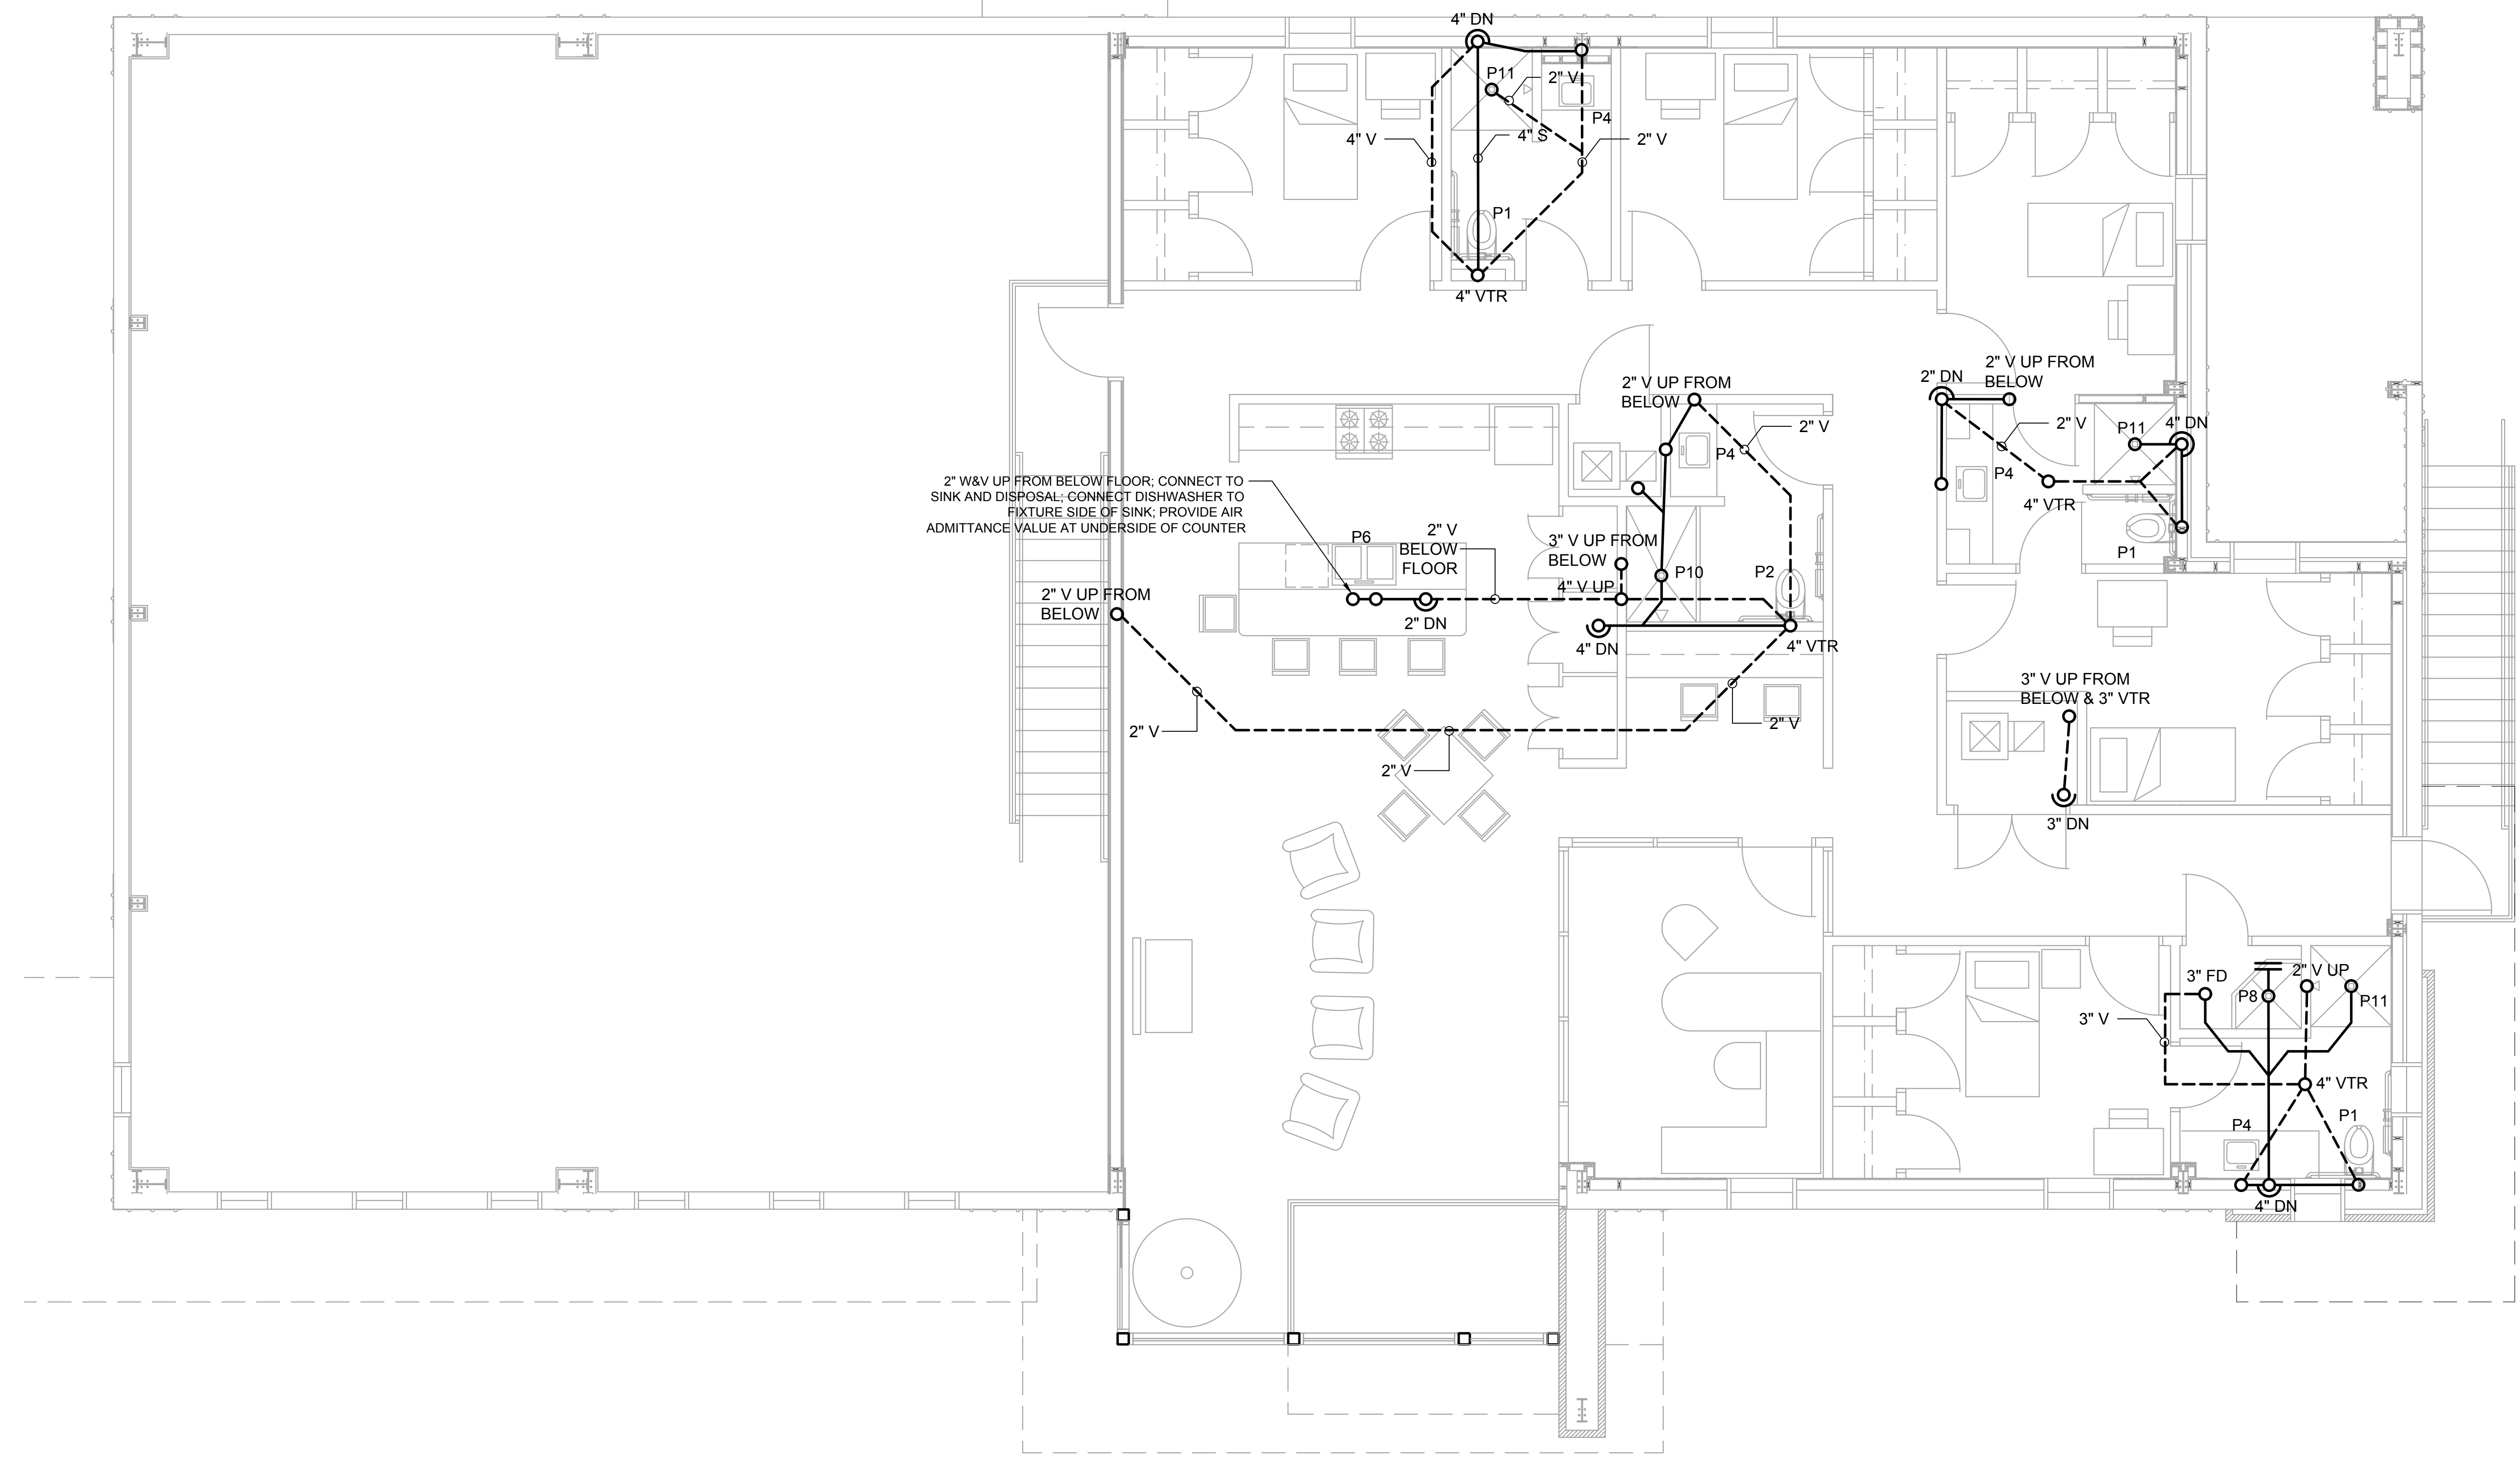 4" DN
P11
2" V
P4
4" V
4" S
2" V
P1
4" VTR
2" V UP FROM
BELOW
2" V
P4
2" DN
2" V UP FROM
BELOW
2" V
P11
4" DN
P4
4" VTR
P1
2" W&V UP FROM BELOW FLOOR; CONNECT TO
SINK AND DISPOSAL; CONNECT DISHWASHER TO
FIXTURE SIDE OF SINK; PROVIDE AIR
ADMITTANCE VALUE AT UNDERSIDE OF COUNTER
P6
2" V
BELOW
FLOOR
3" V UP FROM
BELOW
P10
P2
4" V UP
2" V UP FROM
BELOW
2" DN
4" DN
4" VTR
2" V
2" V
2" V
3" V UP FROM
BELOW & 3" VTR
3" DN
3" FD
2" V UP
P8
P11
3" V
4" VTR
P4
P1
4" DN